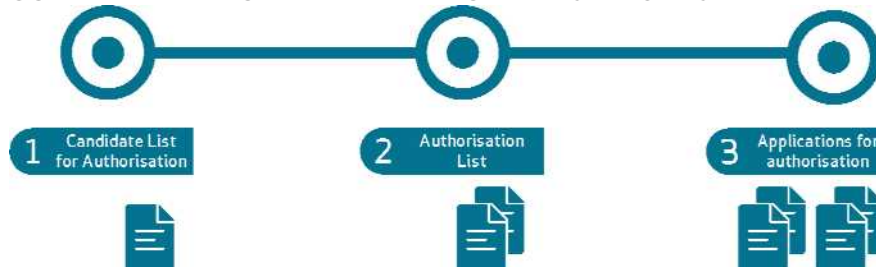 1 Candidate List
for Authorisation
2 Authorisation
List
3 Applications for
authorisation